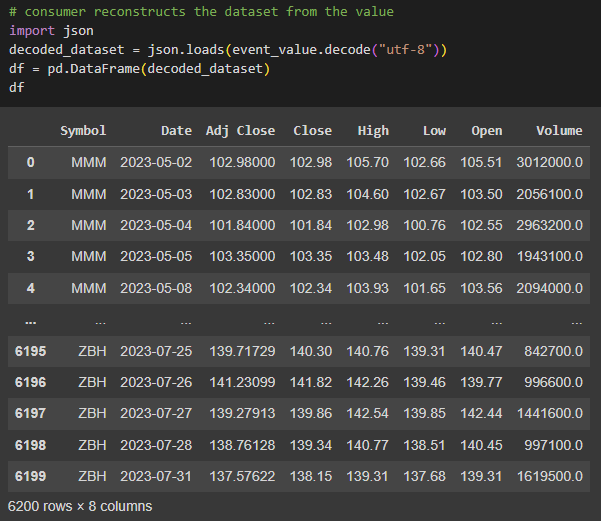 # consumer reconstructs the dataset from the value
import json
decoded_dataset = json.loads(event_value.decode("utf-8"))
df = pd.DataFrame(decoded_dataset)
df
Symbol Date Adj Close Close High Low Open Volume
0 MMM 2023-05-02 102.98000 102.98 105.70 102.66 105.51 3012000.0
1 MMM 2023-05-03 102.83000 102.83 104.60 102.67 103.50 2056100.0
2 MMM 2023-05-04 101.84000 101.84 102.98 100.76 102.55 2963200.0
3 MMM 2023-05-05 103.35000 103.35 103.48 102.05 102.80 1943100.0
4 MMM 2023-05-08 102.34000 102.34 103.93 101.65 103.56 2094000.0
... ... ... ... ... ... ... ... ...
6195 ZBH 2023-07-25 139.71729 140.30 140.76 139.31 140.47 842700.0
6196 ZBH 2023-07-26 141.23099 141.82 142.26 139.46 139.77 996600.0
6197 ZBH 2023-07-27 139.27913 139.86 142.54 139.85 142.44 1441600.0
6198 ZBH 2023-07-28 138.76128 139.34 140.77 138.51 140.45 997100.0
6199 ZBH 2023-07-31 137.57622 138.15 139.31 137.68 139.31 1619500.0
6200 rows × 8 columns